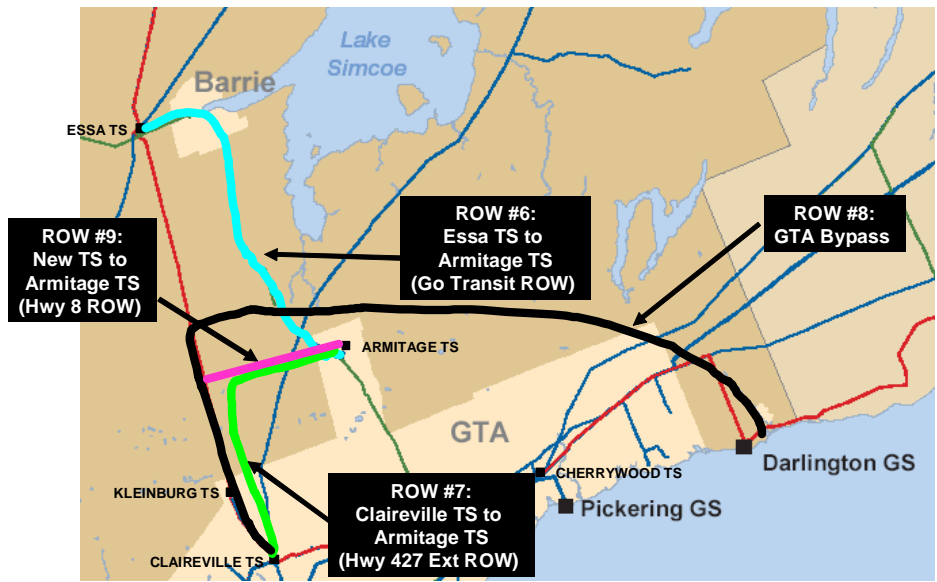 Lake
Simcoe
Barrie
ESSA TS
ROW #6:
Essa TS to
Armitage TS
(Go Transit ROW)
ROW #8:
GTA Bypass
ROW #9:
New TS to
Armitage TS
(Hwy 8 ROW)
ARMITAGE TS
GTA
CHERRYWOOD TS
Darlington GS
KLEINBURG TS
ROW #7:
Claireville TS to
Armitage TS
(Hwy 427 Ext ROW)
Pickering GS
CLAIREVILLE TS